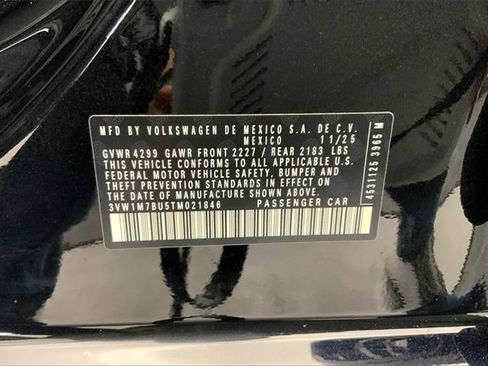 MFD BY VOLKSWAGEN DE MEXICO S.A. DE C.V.
MEXICO 11/25
GVWR 4299 GAWR FRONT 2227 / REAR 2183 LBS
THIS VEHICLE CONFORMS TO ALL APPLICABLE U.S.
FEDERAL MOTOR VEHICLE SAFETY, BUMPER AND
THEFT PREVENTION STANDARDS IN EFFECT ON THE
DATE OF MANUFACTURE SHOWN ABOVE.
3VW1M7BU5TM021846 PASSENGER CAR
4531125 3965 M